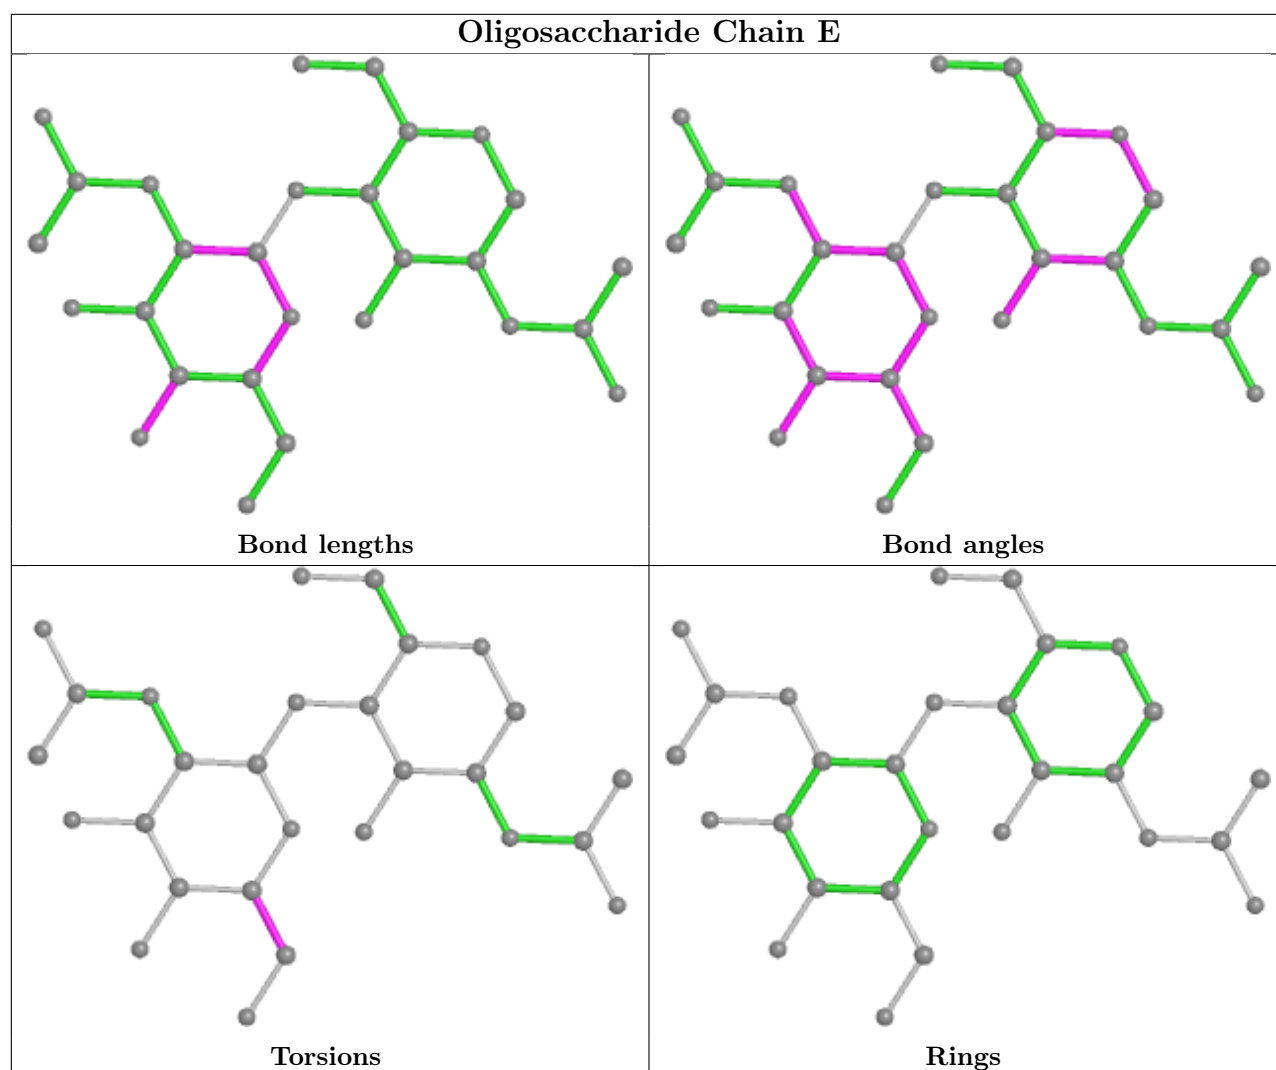 Oligosaccharide Chain E
Bond lengths
Bond angles
Torsions
Rings